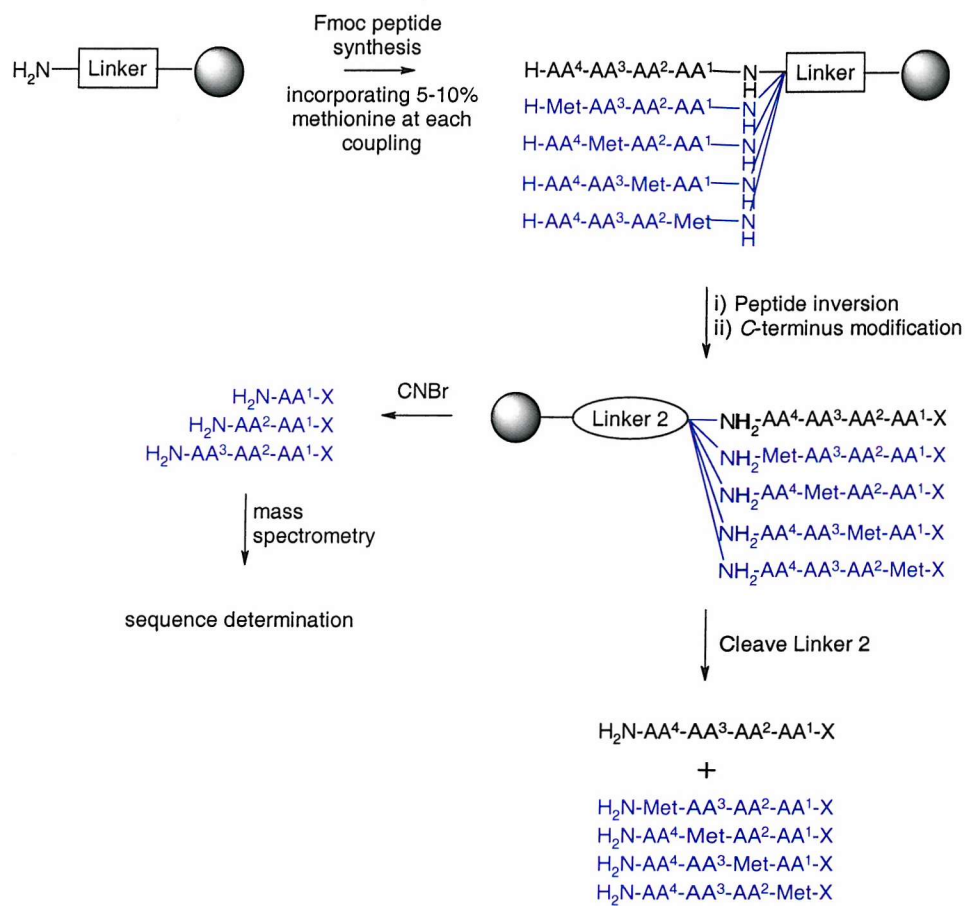 Fmoc peptide
synthesis
H₂N
Linker
incorporating 5-10%
methionine at each
coupling
H-AA⁴-AA³-AA²-AA¹
N
H
Linker
H-Met-AA³-AA²-AA¹
N
H
H-AA⁴-Met-AA²-AA¹
N
H
H-AA⁴-AA³-Met-AA¹
N
H
H-AA⁴-AA³-AA²-Met
N
H
i) Peptide inversion
ii) C-terminus modification
H₂N-AA¹-X
H₂N-AA²-AA¹-X
H₂N-AA³-AA²-AA¹-X
CNBr
Linker 2
NH₂-AA⁴-AA³-AA²-AA¹-X
NH₂-Met-AA³-AA²-AA¹-X
NH₂-AA⁴-Met-AA²-AA¹-X
NH₂-AA⁴-AA³-Met-AA¹-X
NH₂-AA⁴-AA³-AA²-Met-X
mass
spectrometry
sequence determination
Cleave Linker 2
H₂N-AA⁴-AA³-AA²-AA¹-X
+
H₂N-Met-AA³-AA²-AA¹-X
H₂N-AA⁴-Met-AA²-AA¹-X
H₂N-AA⁴-AA³-Met-AA¹-X
H₂N-AA⁴-AA³-AA²-Met-X